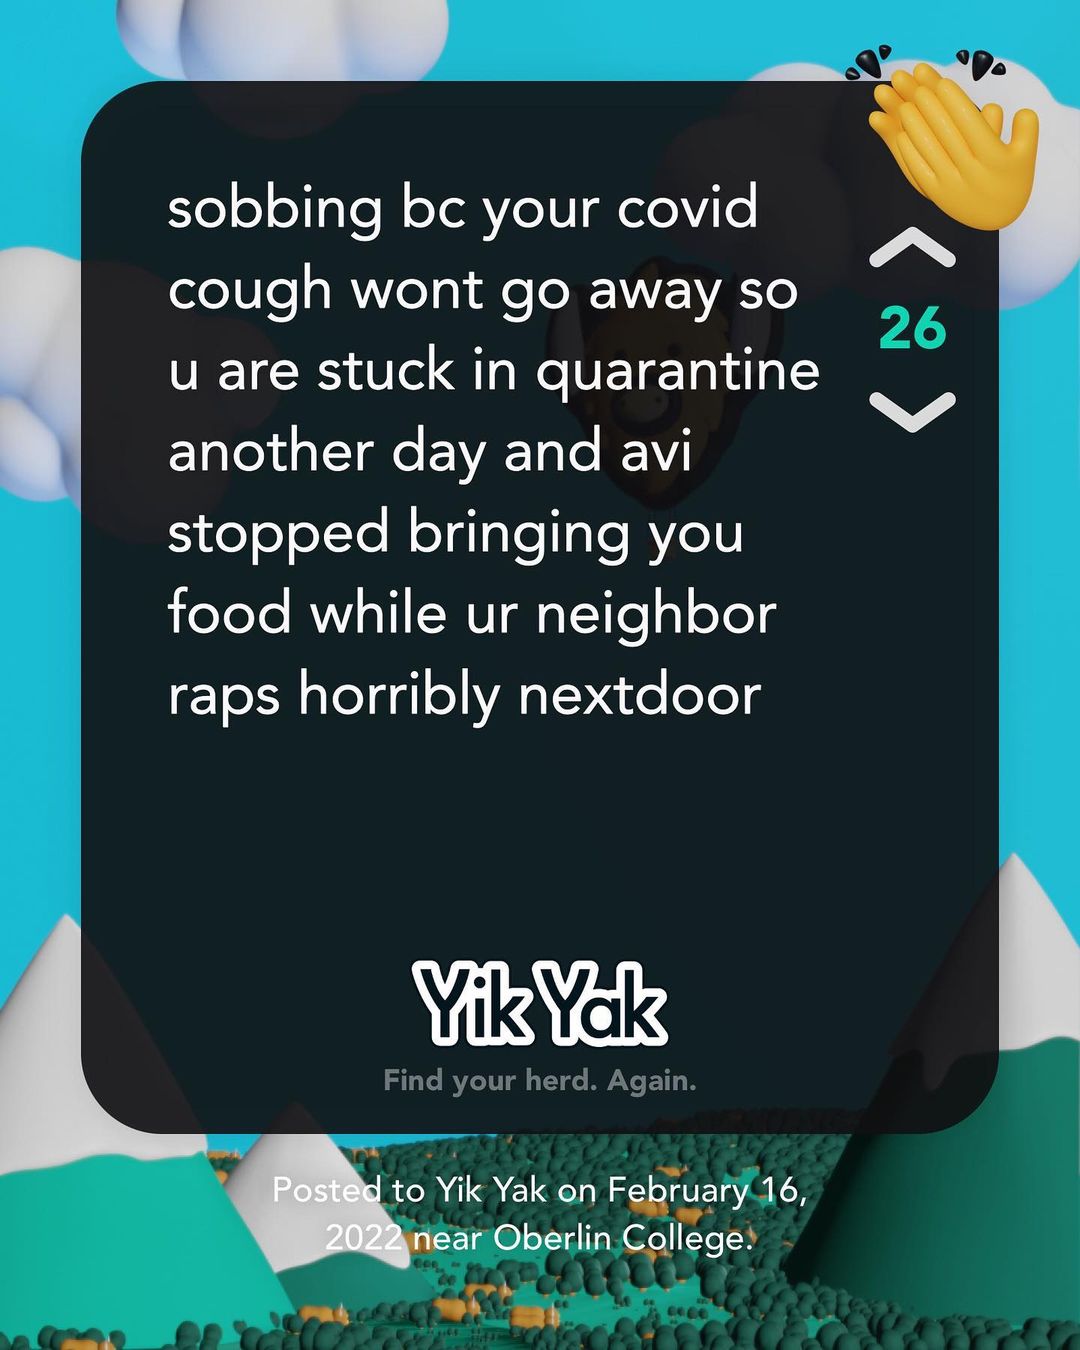 sobbing bc your covid
cough wont go away so
u are stuck in quarantine
another day and avi
stopped bringing you
food while ur neighbor
raps horribly nextdoor
26
Yik Yak
Find your herd. Again.
Posted to Yik Yak on February 16,
2022 near Oberlin College.